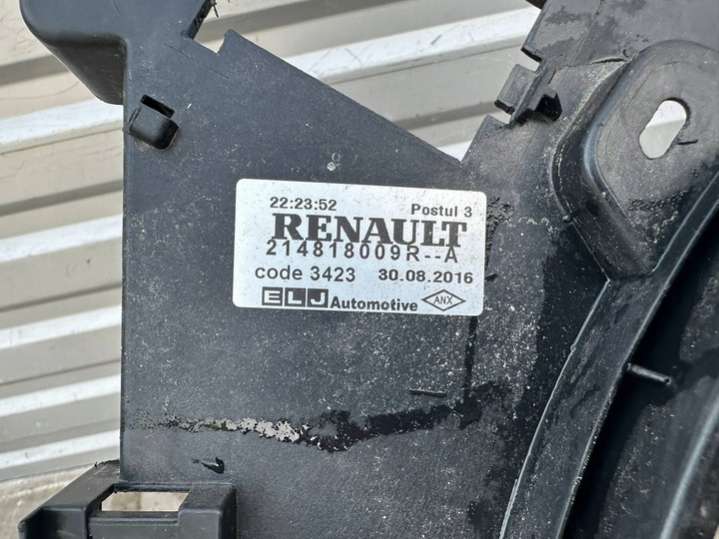 22:23:52 Postul 3
RENAULT
214818009R--A
code 3423 30.08.2016
ELJ Automotive ANX